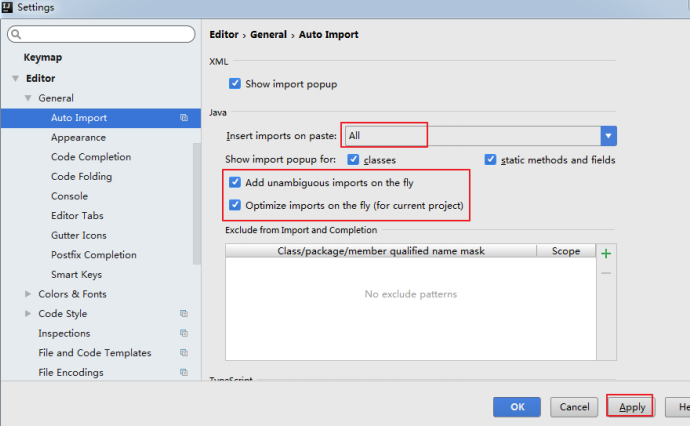 Settings
Editor › General › Auto Import
Keymap
Editor
General
Auto Import
Appearance
Code Completion
Code Folding
Console
Editor Tabs
Gutter Icons
Postfix Completion
Smart Keys
Colors & Fonts
Code Style
Inspections
File and Code Templates
File Encodings
XML
Show import popup
Java
Insert imports on paste: All
Show import popup for: classes static methods and fields
Add unambiguous imports on the fly
Optimize imports on the fly (for current project)
Exclude from Import and Completion
Class/package/member qualified name mask Scope
No exclude patterns
OK Cancel Apply He